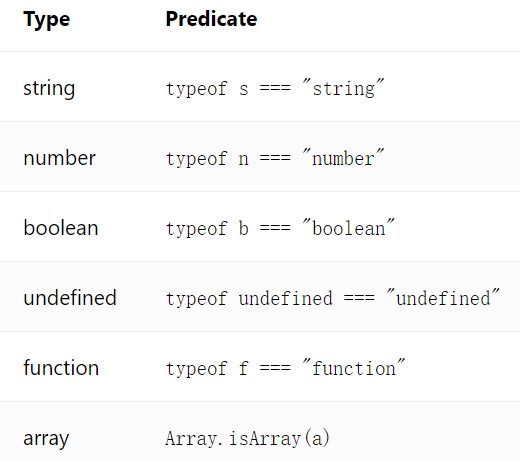 Type Predicate
string typeof s === "string"
number typeof n === "number"
boolean typeof b === "boolean"
undefined typeof undefined === "undefined"
function typeof f === "function"
array Array.isArray(a)